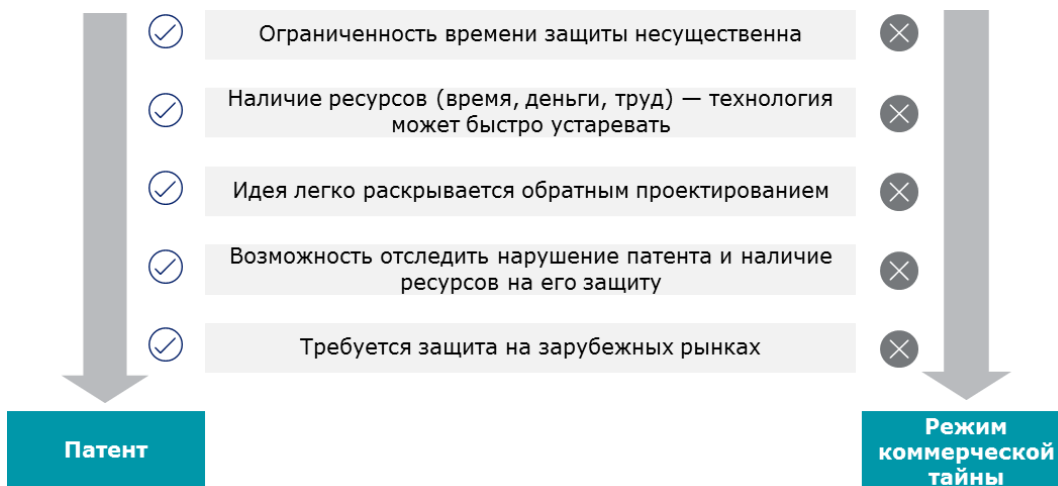 Ограниченность времени защиты несущественна
Наличие ресурсов (время, деньги, труд) — технология
может быстро устаревать
Идея легко раскрывается обратным проектированием
Возможность отследить нарушение патента и наличие
ресурсов на его защиту
Требуется защита на зарубежных рынках
Патент
Режим
коммерческой
тайны